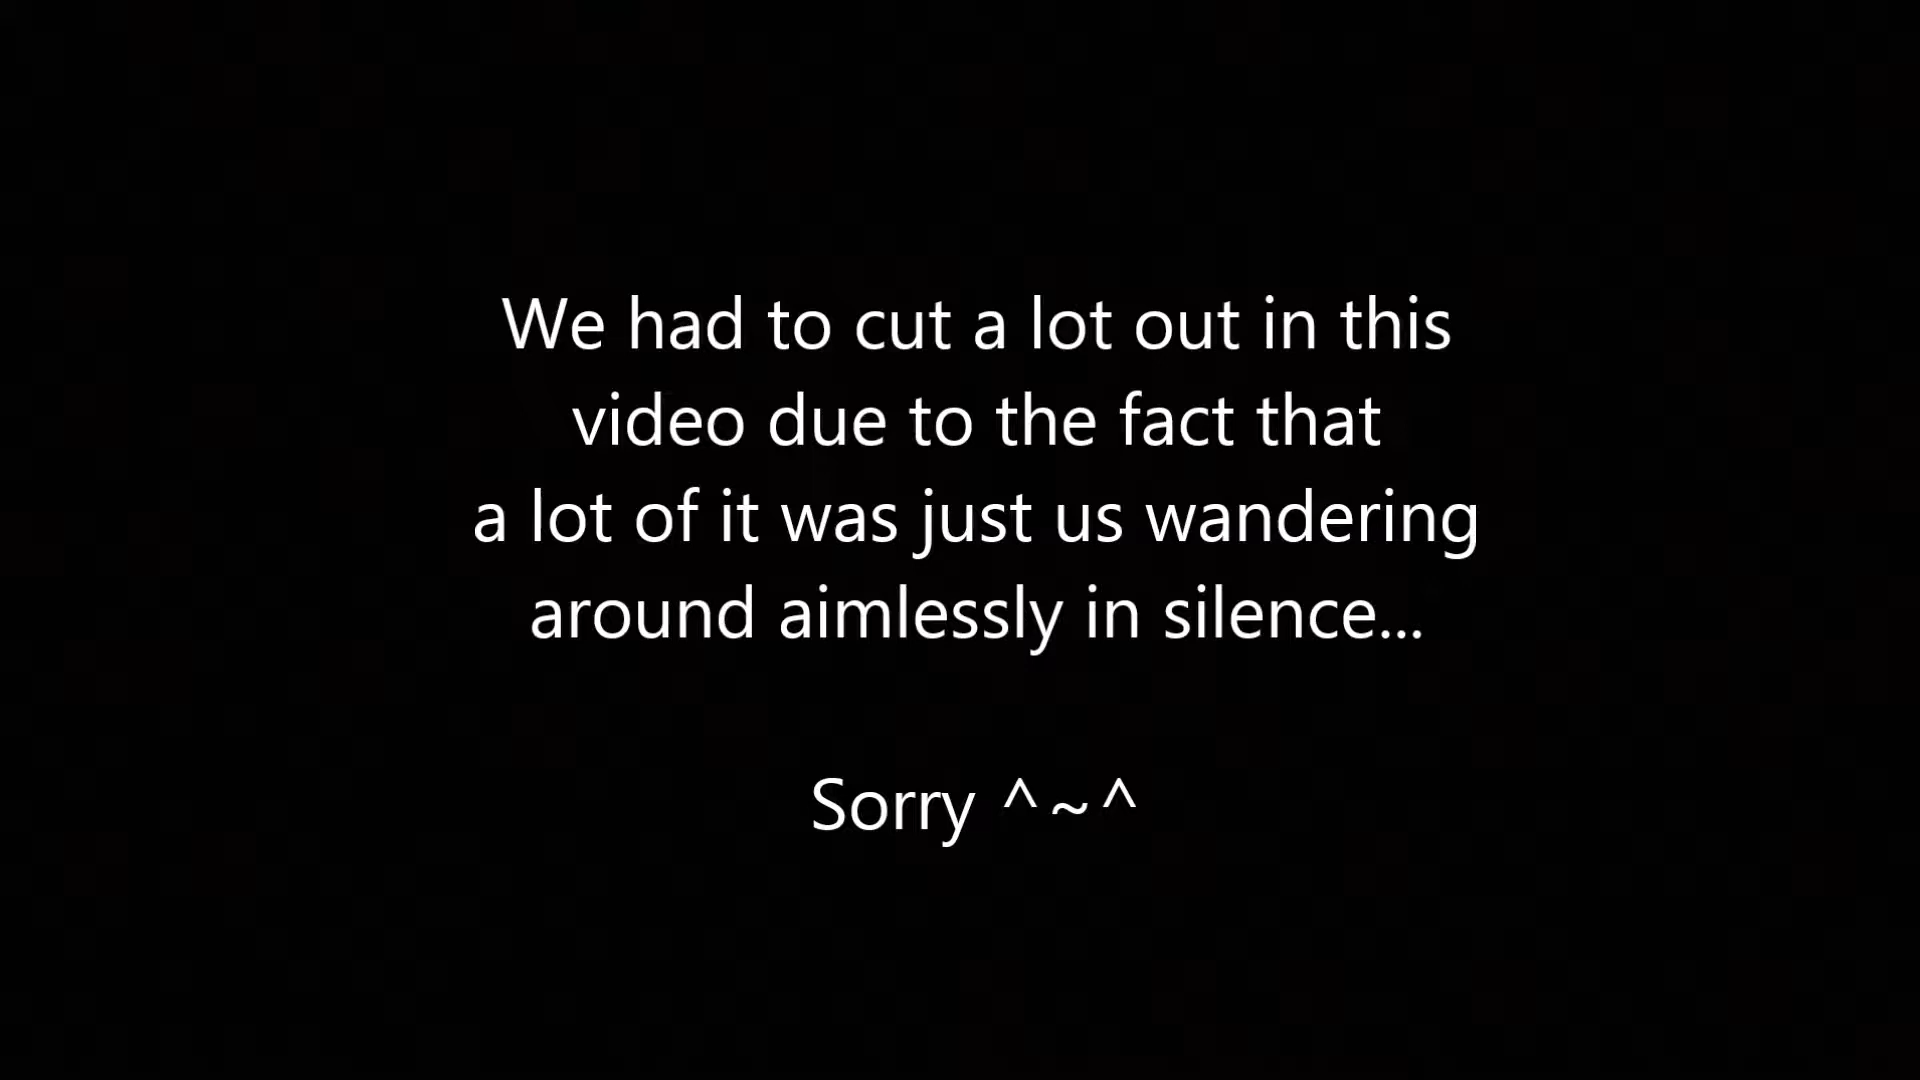 We had to cut a lot out in this
video due to the fact that
a lot of it was just us wandering
around aimlessly in silence...
Sorry ^~^